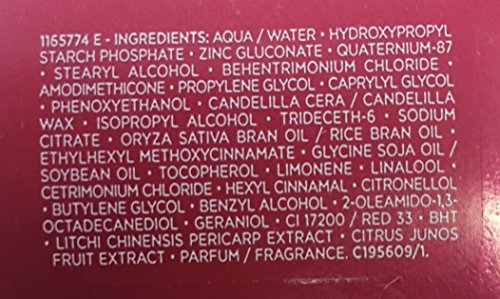 1165774 E - INGREDIENTS: AQUA / WATER • HYDROXYPROPYL
STARCH PHOSPHATE • ZINC GLUCONATE • QUATERNIUM-87
• STEARYL ALCOHOL • BEHENTRIMONIUM CHLORIDE •
AMODIMETHICONE • PROPYLENE GLYCOL • CAPRYLYL GLYCOL
• PHENOXYETHANOL • CANDELILLA CERA / CANDELILLA
WAX • ISOPROPYL ALCOHOL • TRIDECETH-6 • SODIUM
CITRATE • ORYZA SATIVA BRAN OIL / RICE BRAN OIL •
ETHYLHEXYL METHOXYCINNAMATE • GLYCINE SOJA OIL /
SOYBEAN OIL • TOCOPHEROL • LIMONENE • LINALOOL •
CETRIMONIUM CHLORIDE • HEXYL CINNAMAL • CITRONELLOL
• BUTYLENE GLYCOL • BENZYL ALCOHOL • 2-OLEAMIDO-1,3-
OCTADECANEDIOL • GERANIOL • CI 17200 / RED 33 • BHT
• LITCHI CHINENSIS PERICARP EXTRACT • CITRUS JUNOS
FRUIT EXTRACT • PARFUM / FRAGRANCE. C195609/1.